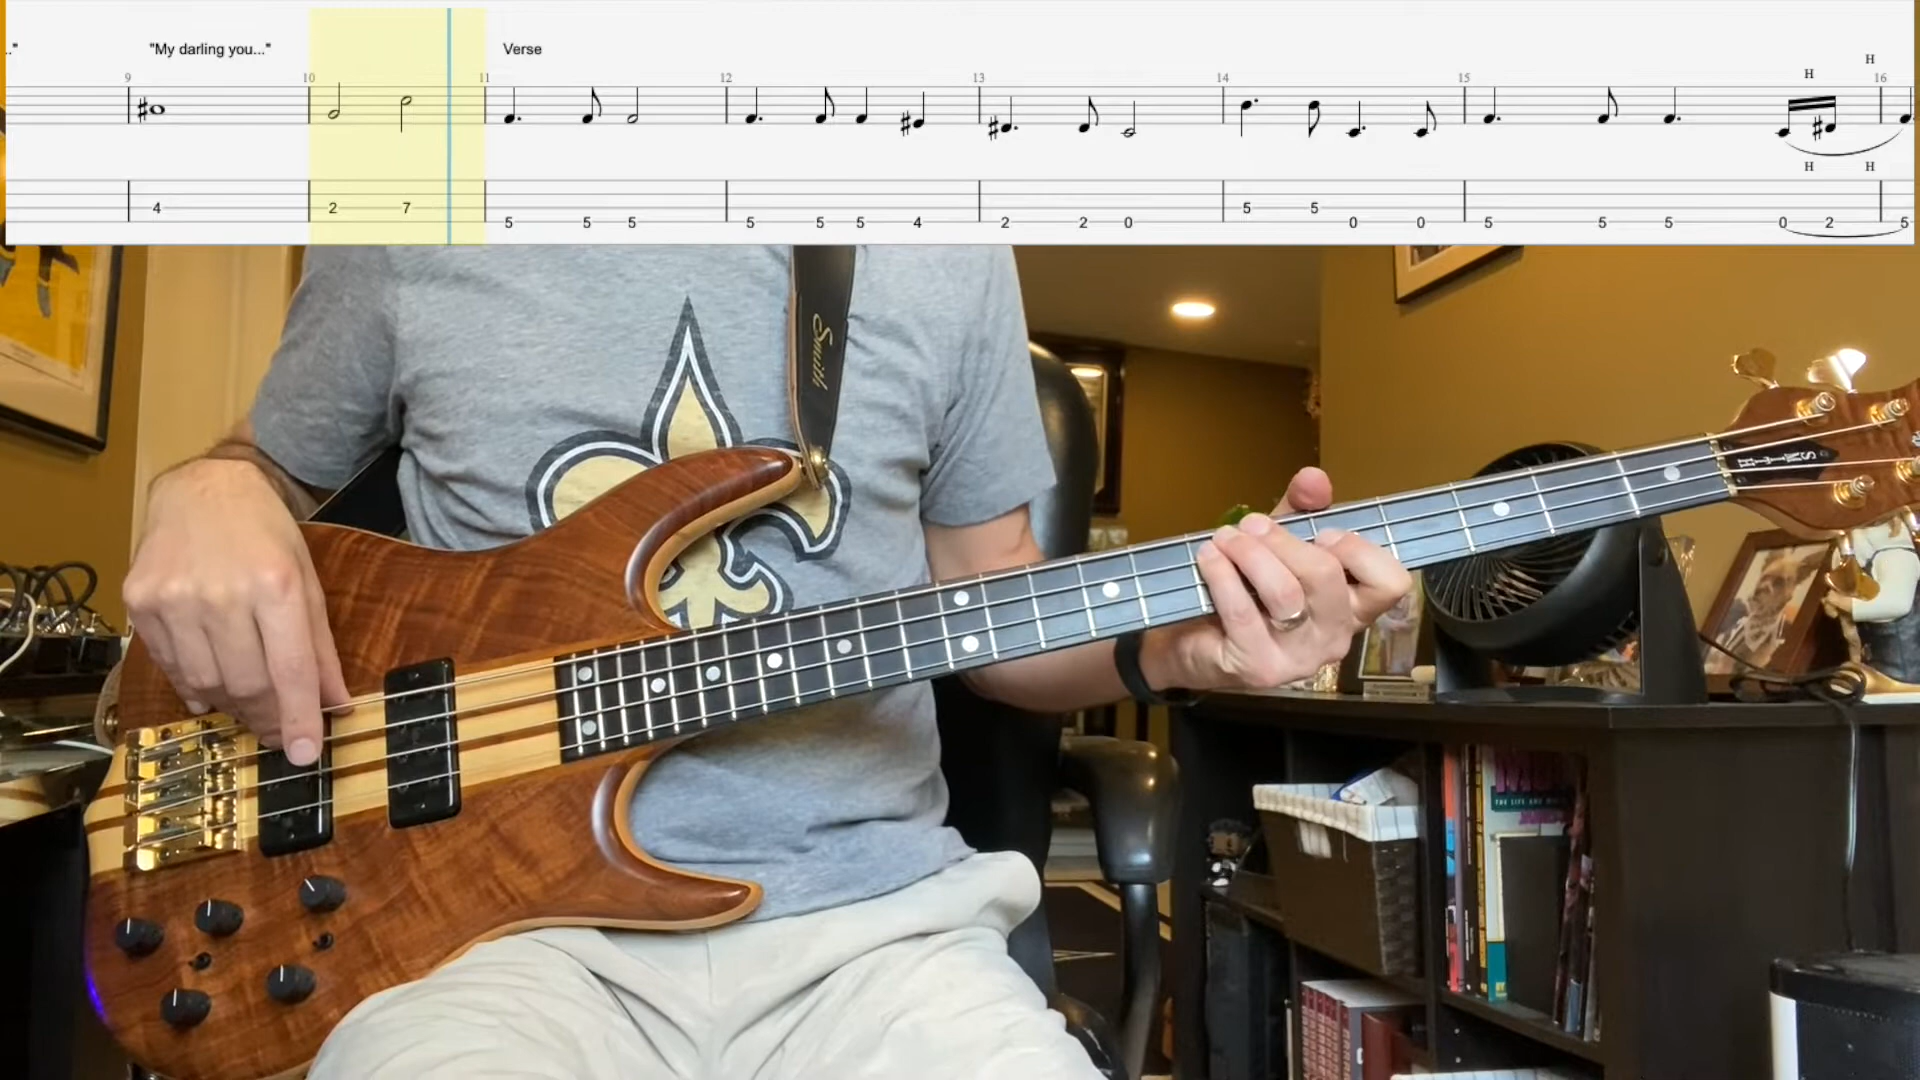 .." "My darling you..." Verse
9 10 11 12 13 14 15 16
H H
H H
4 2 7 5 5 5 5 5 5 4 2 2 0 5 5 0 0 5 5 5 0 2 5
Smith
SMITH